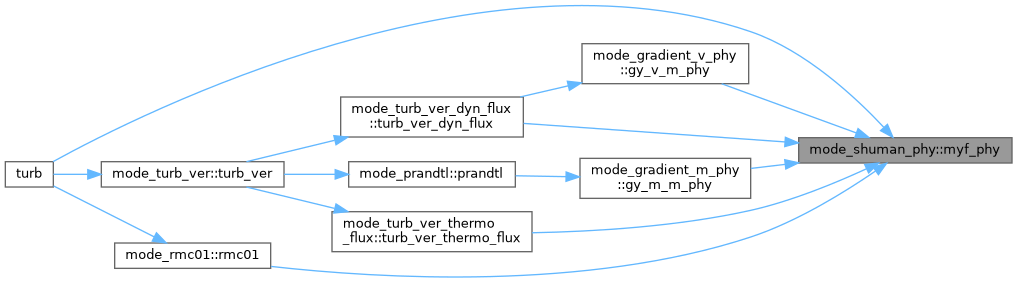 mode_gradient_v_phy
::gy_v_m_phy
mode_turb_ver_dyn_flux
::turb_ver_dyn_flux
mode_shuman_phy::myf_phy
turb
mode_turb_ver::turb_ver
mode_prandtl::prandtl
mode_gradient_m_phy
::gy_m_m_phy
mode_turb_ver_thermo
_flux::turb_ver_thermo_flux
mode_rmc01::rmc01